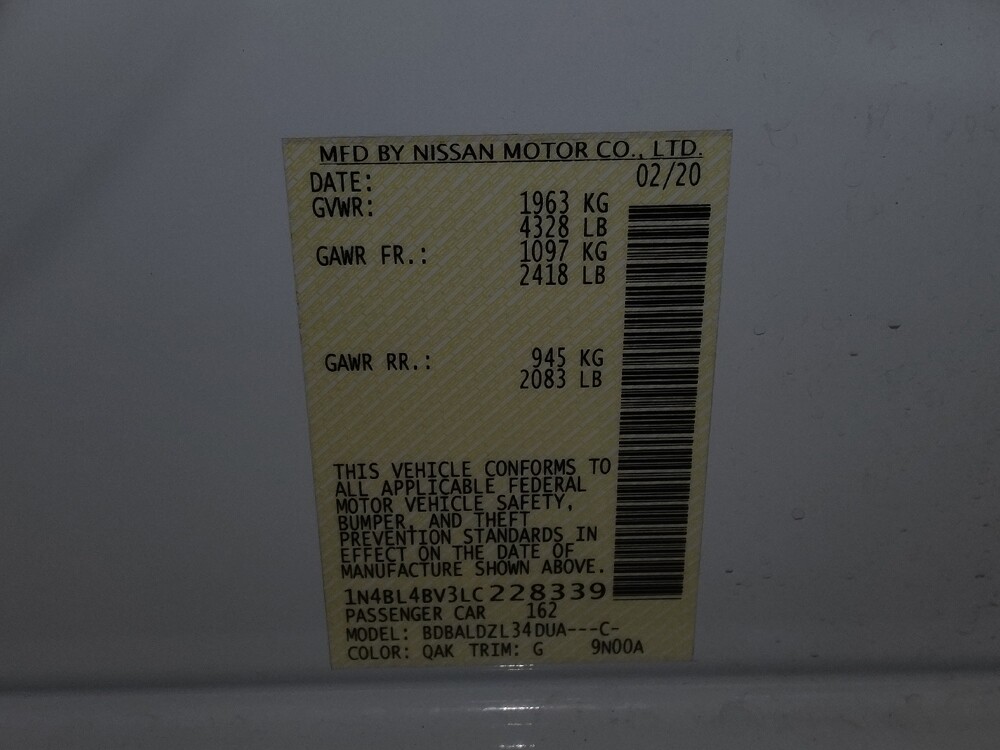 MFD BY NISSAN MOTOR CO., LTD.
DATE: 02/20
GVWR: 1963 KG
4328 LB
GAWR FR.: 1097 KG
2418 LB
GAWR RR.: 945 KG
2083 LB
THIS VEHICLE CONFORMS TO
ALL APPLICABLE FEDERAL
MOTOR VEHICLE SAFETY,
BUMPER, AND THEFT
PREVENTION STANDARDS IN
EFFECT ON THE DATE OF
MANUFACTURE SHOWN ABOVE.
1N4BL4BV3LC228339
PASSENGER CAR 162
MODEL: BDBALDZL34DUA---C-
COLOR: QAK TRIM: G 9N00A